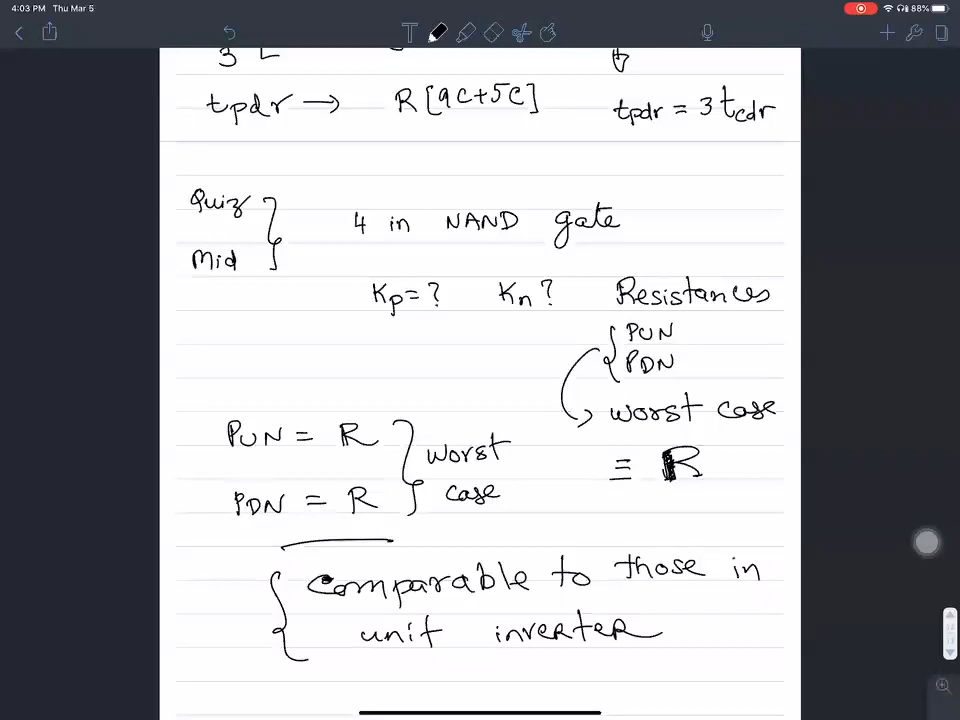 4:03 PM Thu Mar 5
88%
3
tpdr → R [9C+5C]
tpdr = 3 tcdr
Quiz
Mid
4 in NAND gate
Kp=? Kn? Resistances
PUN
PDN
worst case
≡ R
PUN = R
PDN = R
worst
case
comparable to those in
unit inverter